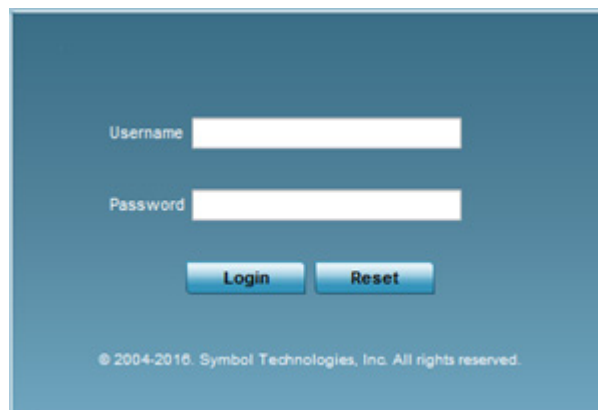 Username
Password
Login Reset
© 2004-2016. Symbol Technologies, Inc. All rights reserved.